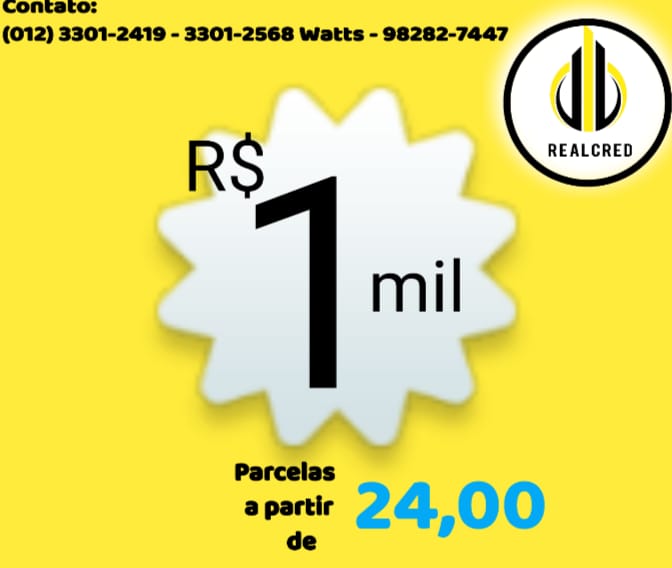 Contato:
(012) 3301-2419 - 3301-2568 Watts - 98282-7447
REALCRED
R$
1 mil
Parcelas
a partir
de
24,00